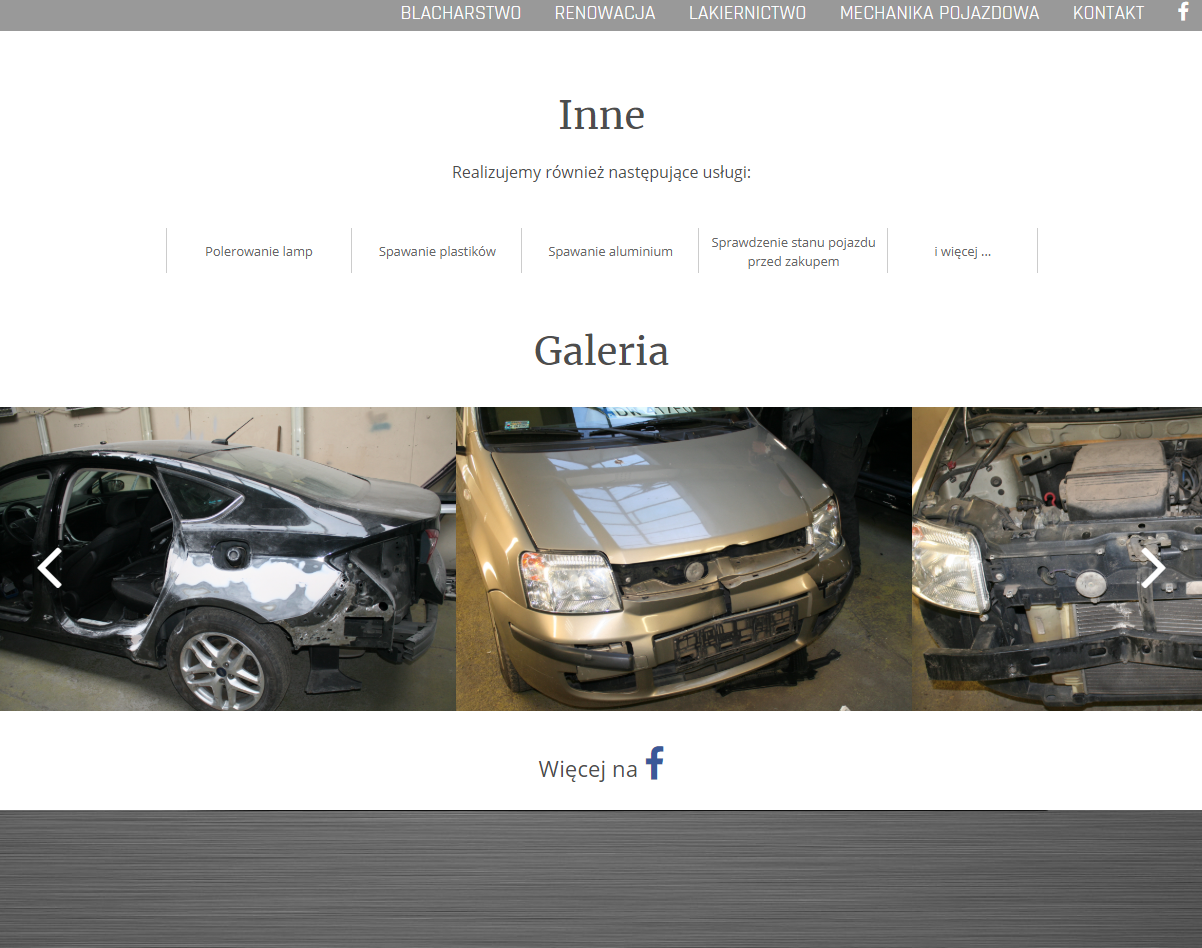 BLACHARSTWO RENOWACJA LAKIERNICTWO MECHANIKA POJAZDOWA KONTAKT
Inne
Realizujemy również następujące usługi:
Polerowanie lamp
Spawanie plastików
Spawanie aluminium
Sprawdzenie stanu pojazdu
przed zakupem
i więcej ...
Galeria
Więcej na